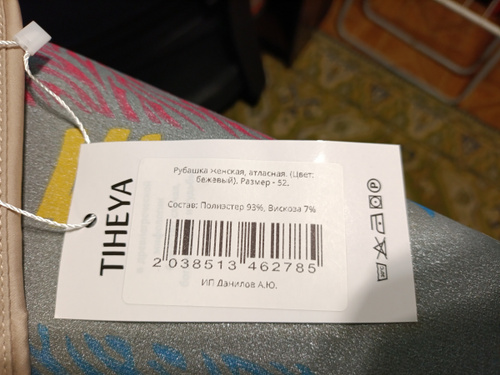 TIHEYA
Рубашка женская, атласная. (Цвет:
бежевый). Размер - 52.
Состав: Полиэстер 93%, Вискоза 7%
2 038513 462785
ИП Данилов А.Ю.
P